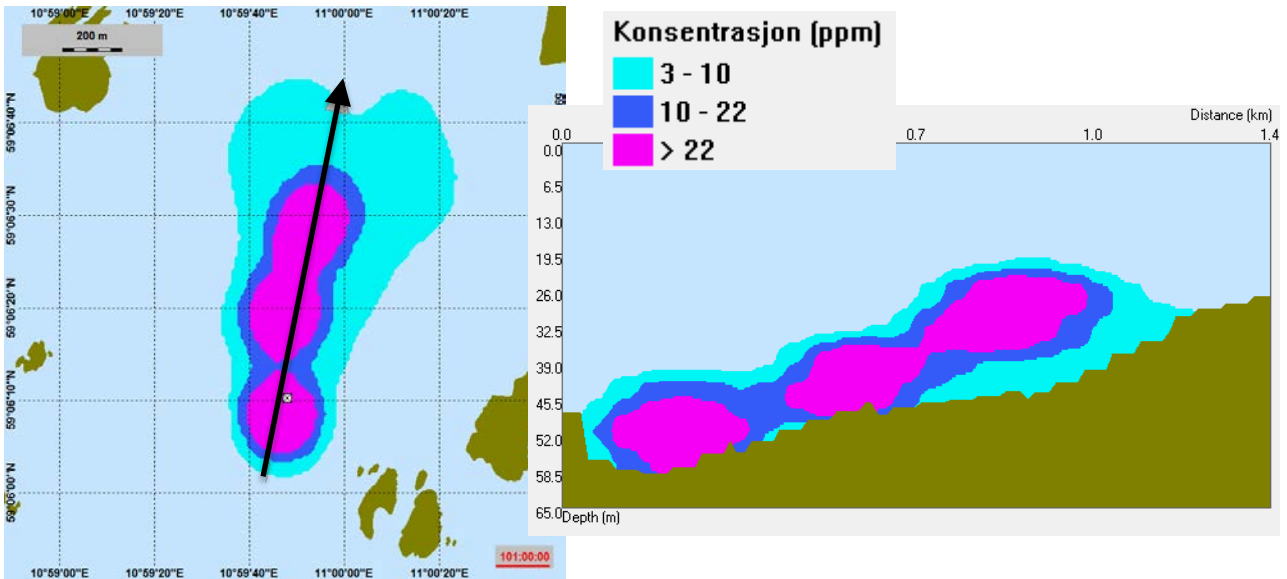 10°59'00"E 10°59'20"E 10°59'40"E 11°00'00"E 11°00'20"E
200 m
59°06'40"N
59°06'30"N
59°06'20"N
59°06'10"N
59°06'00"N
101:00:00
10°59'00"E 10°59'20"E 10°59'40"E 11°00'00"E 11°00'20"E
Konsentrasjon (ppm)
3 - 10
10 - 22
> 22
Distance (km)
0.0 0.7 1.0 1.4
0.0
6.5
13.0
19.5
26.0
32.5
39.0
45.5
52.0
58.5
65.0
Depth (m)